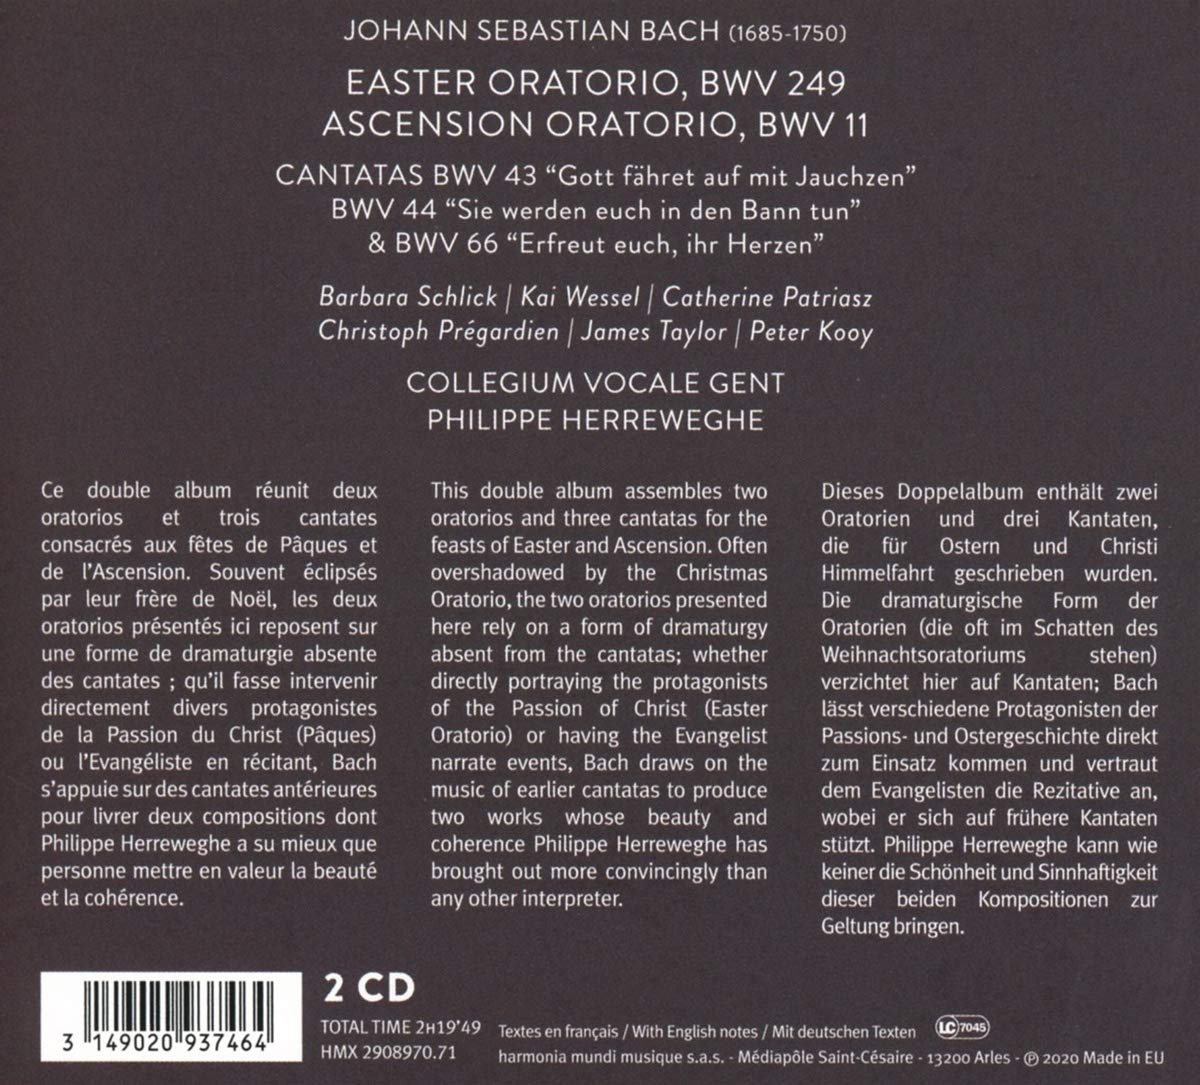 JOHANN SEBASTIAN BACH (1685-1750)
EASTER ORATORIO, BWV 249
ASCENSION ORATORIO, BWV 11
CANTATAS BWV 43 “Gott fähret auf mit Jauchzen”
BWV 44 “Sie werden euch in den Bann tun”
& BWV 66 “Erfreut euch, ihr Herzen”
Barbara Schlick | Kai Wessel | Catherine Patriasz
Christoph Prégardien | James Taylor | Peter Kooy
COLLEGIUM VOCALE GENT
PHILIPPE HERREWEGHE
Ce double album réunit deux
oratorios et trois cantates
consacrés aux fêtes de Pâques et
de l’Ascension. Souvent éclipsés
par leur frère de Noël, les deux
oratorios présentés ici reposent sur
une forme de dramaturgie absente
des cantates ; qu’il fasse intervenir
directement divers protagonistes
de la Passion du Christ (Pâques)
ou l’Evangéliste en récitant, Bach
s’appuie sur des cantates antérieures
pour livrer deux compositions dont
Philippe Herreweghe a su mieux que
personne mettre en valeur la beauté
et la cohérence.
This double album assembles two
oratorios and three cantatas for the
feasts of Easter and Ascension. Often
overshadowed by the Christmas
Oratorio, the two oratorios presented
here rely on a form of dramaturgy
absent from the cantatas; whether
directly portraying the protagonists
of the Passion of Christ (Easter
Oratorio) or having the Evangelist
narrate events, Bach draws on the
music of earlier cantatas to produce
two works whose beauty and
coherence Philippe Herreweghe has
brought out more convincingly than
any other interpreter.
Dieses Doppelalbum enthält zwei
Oratorien und drei Kantaten,
die für Ostern und Christi
Himmelfahrt geschrieben wurden.
Die dramaturgische Form der
Oratorien (die oft im Schatten des
Weihnachtsoratoriums stehen)
verzichtet hier auf Kantaten; Bach
lässt verschiedene Protagonisten der
Passions- und Ostergeschichte direkt
zum Einsatz kommen und vertraut
dem Evangelisten die Rezitative an,
wobei er sich auf frühere Kantaten
stützt. Philippe Herreweghe kann wie
keiner die Schönheit und Sinnhaftigkeit
dieser beiden Kompositionen zur
Geltung bringen.
3 149020 937464
2 CD
TOTAL TIME 2H19’49
HMX 2908970.71
Textes en français / With English notes / Mit deutschen Texten
LC 7045
harmonia mundi musique s.a.s. - Médiapôle Saint-Césaire - 13200 Arles - ℗ 2020 Made in EU